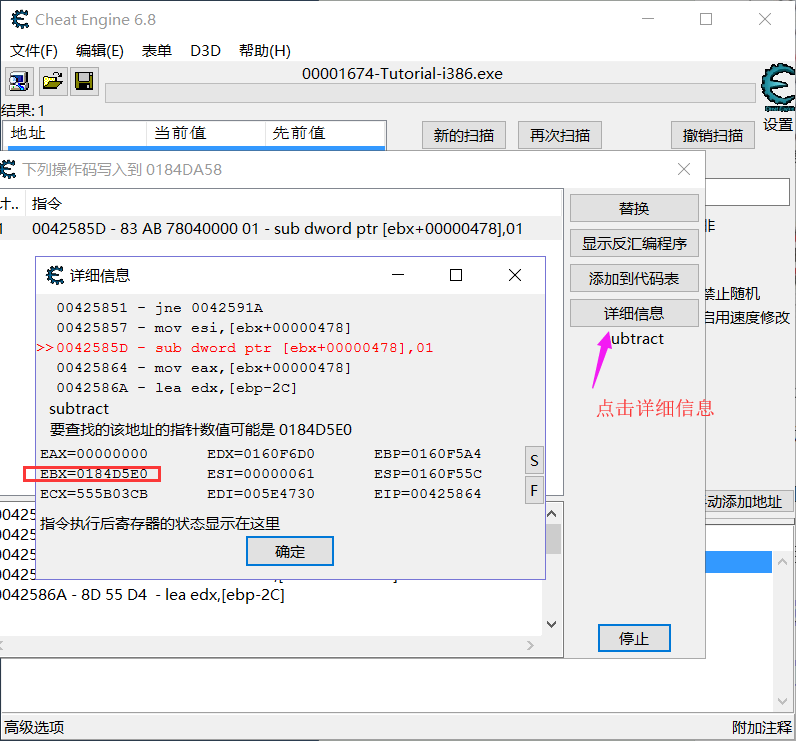 Cheat Engine 6.8
文件(F) 编辑(E) 表单 D3D 帮助(H)
00001674-Tutorial-i386.exe
结果: 1
设置
地址 当前值 先前值
新的扫描 再次扫描 撤销扫描
下列操作码写入到 0184DA58
计.. 指令
替换
1 0042585D - 83 AB 78040000 01 - sub dword ptr [ebx+00000478],01
非
显示反汇编程序
添加到代码表
详细信息
禁止随机
启用速度修改
详细信息
ubtract
00425851 - jne 0042591A
00425857 - mov esi,[ebx+00000478]
>>0042585D - sub dword ptr [ebx+00000478],01
00425864 - mov eax,[ebx+00000478]
0042586A - lea edx,[ebp-2C]
点击详细信息
subtract
要查找的该地址的指针数值可能是 0184D5E0
EAX=00000000 EDX=0160F6D0 EBP=0160F5A4
EBX=0184D5E0 ESI=00000061 ESP=0160F55C
ECX=555B03CB EDI=005E4730 EIP=00425864
S
F
指令执行后寄存器的状态显示在这里
确定
动添加地址
00425
00425
00425
00425
0042586A - 8D 55 D4 - lea edx,[ebp-2C]
停止
高级选项 附加注释